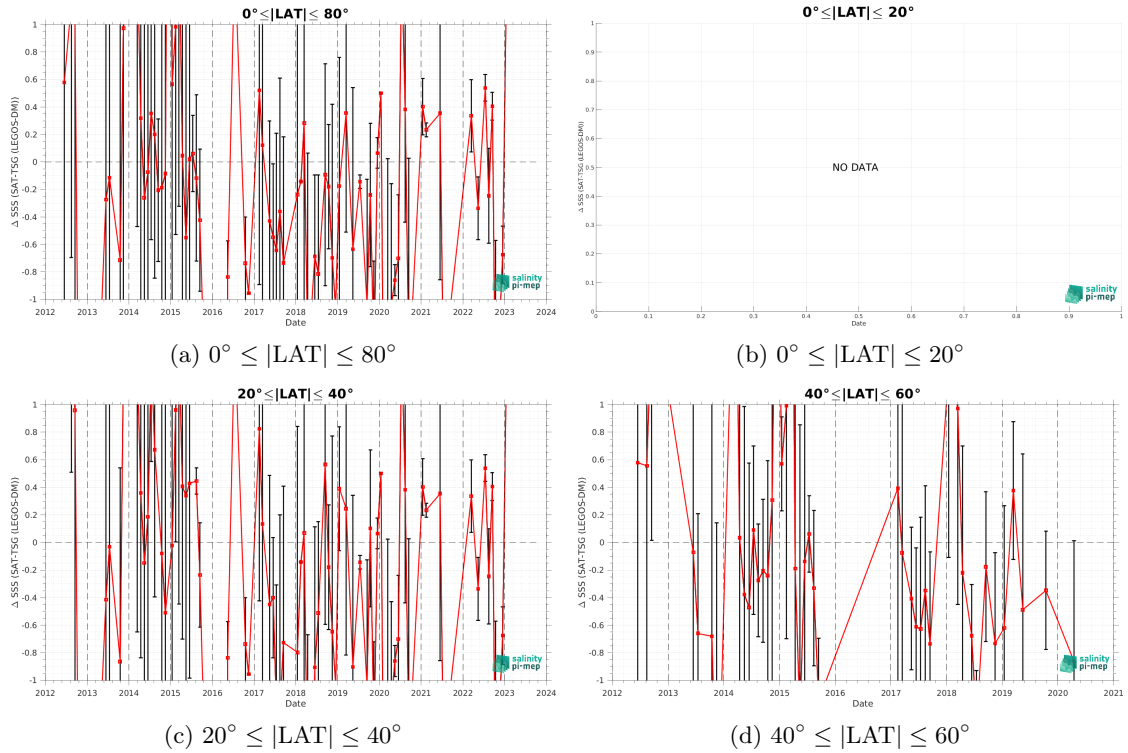 0°≤|LAT|≤ 80°
Δ SSS (SAT-TSG (LEGOS-DM))
1
0.8
0.6
0.4
0.2
0
-0.2
-0.4
-0.6
-0.8
-1
2012 2013 2014 2015 2016 2017 2018 2019 2020 2021 2022 2023 2024
Date
salinity
pi-mep
(a) 0° ≤ |LAT| ≤ 80°
0°≤|LAT|≤ 20°
Δ SSS (SAT-TSG (LEGOS-DM))
1
0.9
0.8
0.7
0.6
0.5
0.4
0.3
0.2
0.1
0
NO DATA
0 0.1 0.2 0.3 0.4 0.5 0.6 0.7 0.8 0.9 1
Date
salinity
pi-mep
(b) 0° ≤ |LAT| ≤ 20°
20°≤|LAT|≤ 40°
Δ SSS (SAT-TSG (LEGOS-DM))
1
0.8
0.6
0.4
0.2
0
-0.2
-0.4
-0.6
-0.8
-1
2012 2013 2014 2015 2016 2017 2018 2019 2020 2021 2022 2023 2024
Date
salinity
pi-mep
(c) 20° ≤ |LAT| ≤ 40°
40°≤|LAT|≤ 60°
Δ SSS (SAT-TSG (LEGOS-DM))
1
0.8
0.6
0.4
0.2
0
-0.2
-0.4
-0.6
-0.8
-1
2012 2013 2014 2015 2016 2017 2018 2019 2020 2021
Date
salinity
pi-mep
(d) 40° ≤ |LAT| ≤ 60°